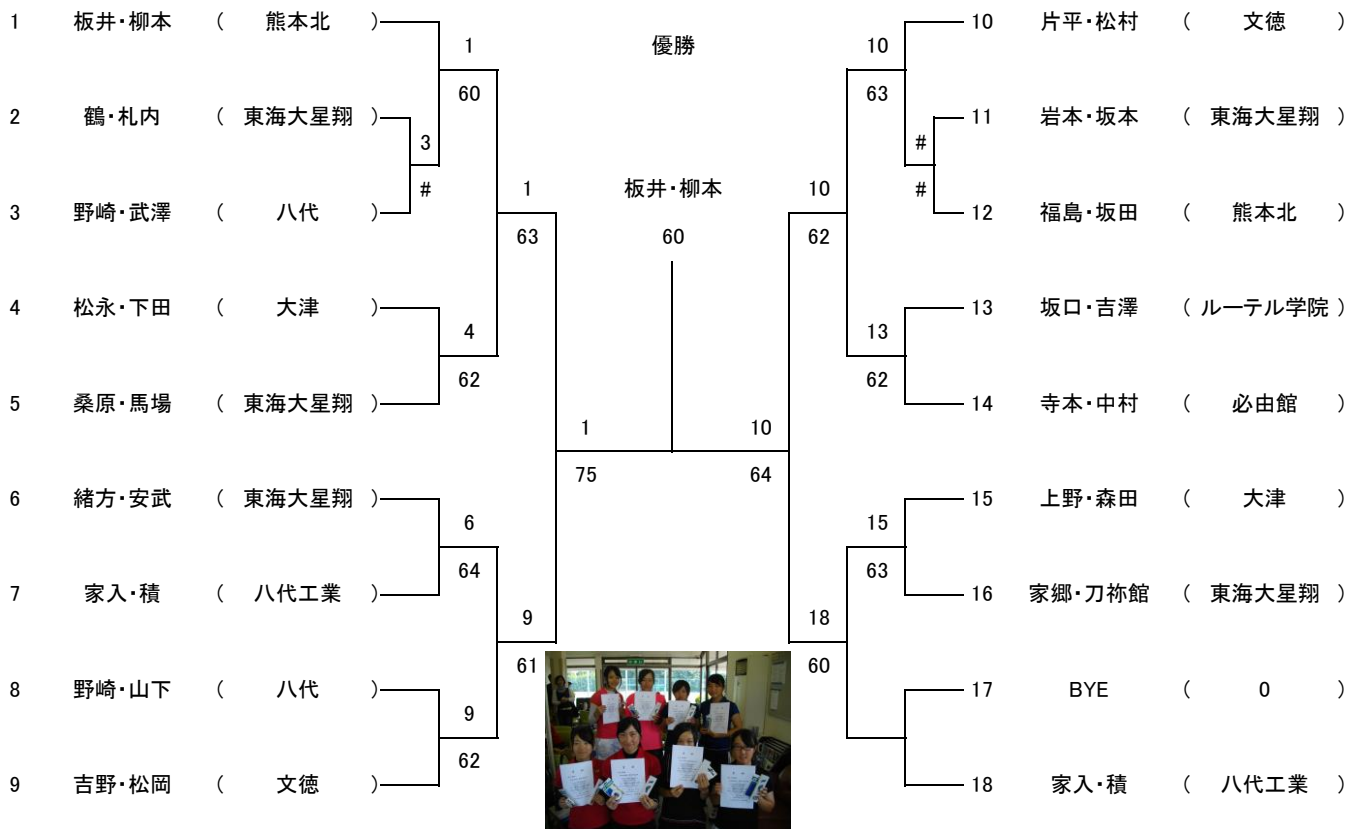 1 板井・柳本 ( 熊本北 )
2 鶴・札内 ( 東海大星翔 )
3 野崎・武澤 ( 八代 )
4 松永・下田 ( 大津 )
5 桑原・馬場 ( 東海大星翔 )
6 緒方・安武 ( 東海大星翔 )
7 家入・積 ( 八代工業 )
8 野崎・山下 ( 八代 )
9 吉野・松岡 ( 文徳 )
1
60
3
#
4
62
6
64
9
62
1
63
9
61
1
75
優勝
板井・柳本
60
10
64
10
62
18
60
10
63
#
#
13
62
15
63
10 片平・松村 ( 文徳 )
11 岩本・坂本 ( 東海大星翔 )
12 福島・坂田 ( 熊本北 )
13 坂口・吉澤 ( ルーテル学院 )
14 寺本・中村 ( 必由館 )
15 上野・森田 ( 大津 )
16 家郷・刀祢館 ( 東海大星翔 )
17 BYE ( 0 )
18 家入・積 ( 八代工業 )